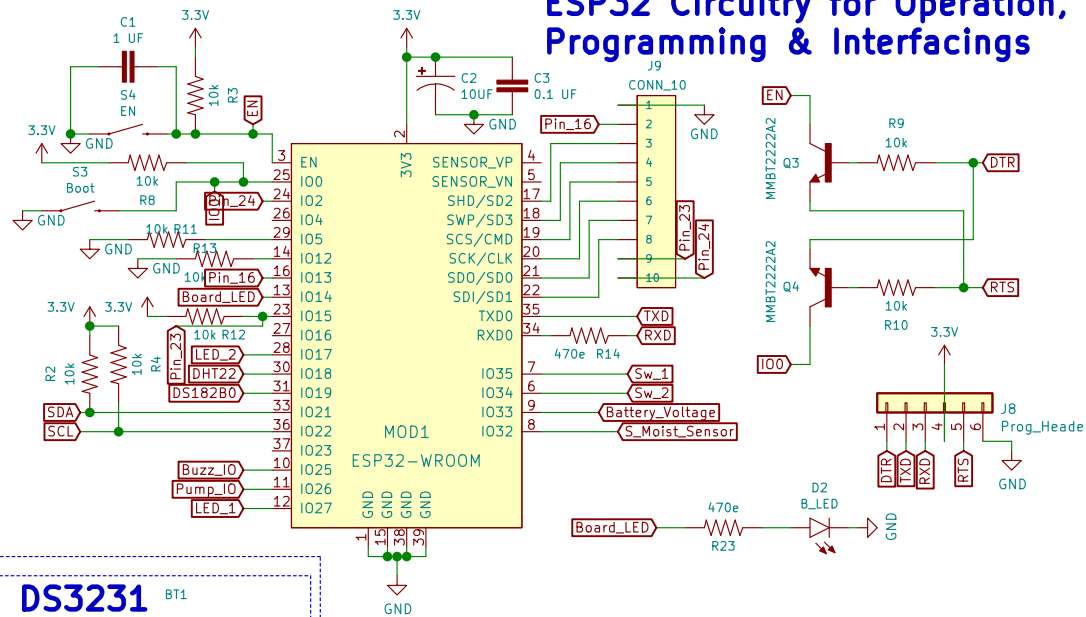 ESP32 Circuitry for Operation,
Programming & Interfacings
C1
1 UF
3.3V
10k
R3
S4
EN
GND
EN
3.3V
10k
R8
S3
Boot
GND
IO0
Pin_24
10k R11
GND
R13
10k
GND
Pin_16
Board_LED
3.3V
3.3V
10k R12
Pin_23
R2
10k
10k
R4
LED_2
DHT22
DS182B0
SDA
SCL
Buzz_IO
Pump_IO
LED_1
3.3V
C2
10UF
C3
0.1 UF
GND
2
3V3
3 EN
25 IO0
24 IO2
26 IO4
29 IO5
14 IO12
16 IO13
13 IO14
23 IO15
27 IO16
28 IO17
30 IO18
31 IO19
33 IO21
36 IO22
37 IO23
10 IO25
11 IO26
12 IO27
SENSOR_VP 4
SENSOR_VN 5
SHD/SD2 17
SWP/SD3 18
SCS/CMD 19
SCK/CLK 20
SDO/SD0 21
SDI/SD1 22
TXD0 35
RXD0 34
IO35 7
IO34 6
IO33 9
IO32 8
MOD1
ESP32-WROOM
GND GND GND GND
1 15 38 39
GND
J9
CONN_10
1
2
3
4
5
6
7
8
9
10
GND
Pin_16
Pin_23
Pin_24
TXD
RXD
470e R14
Sw_1
Sw_2
Battery_Voltage
S_Moist_Sensor
EN
MMBT2222A2
Q3
R9
10k
DTR
MMBT2222A2
Q4
10k
R10
RTS
IO0
3.3V
J8
Prog_Heade
1 2 3 4 5 6
DTR
TXD
RXD
RTS
GND
Board_LED
470e
R23
D2
B_LED
GND
DS3231
BT1